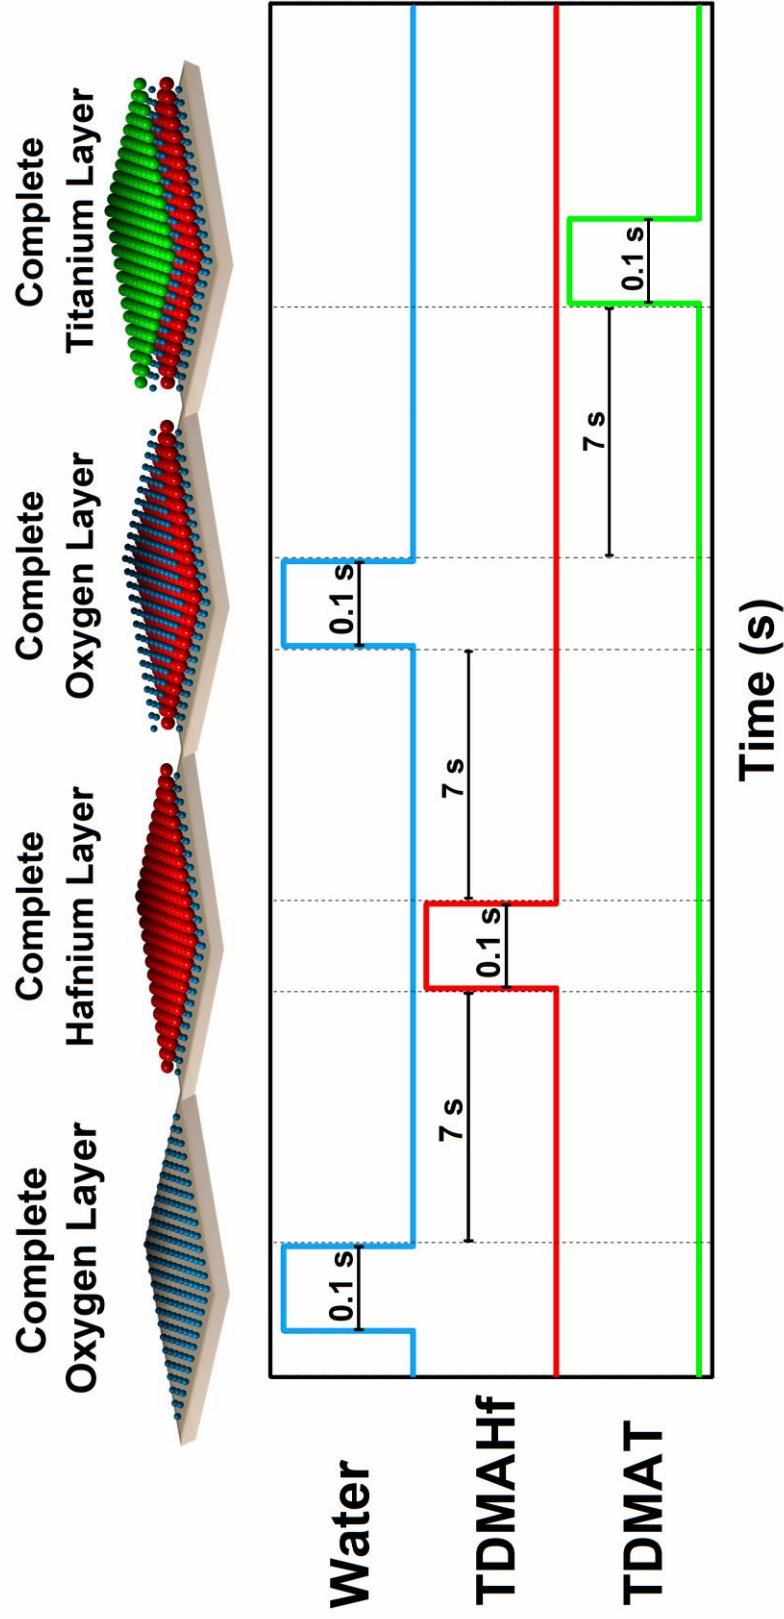 Complete
Oxygen Layer
Complete
Hafnium Layer
Complete
Oxygen Layer
Complete
Titanium Layer
Water
0.1 s
0.1 s
TDMAHf
7 s
0.1 s
7 s
TDMAT
7 s
0.1 s
Time (s)